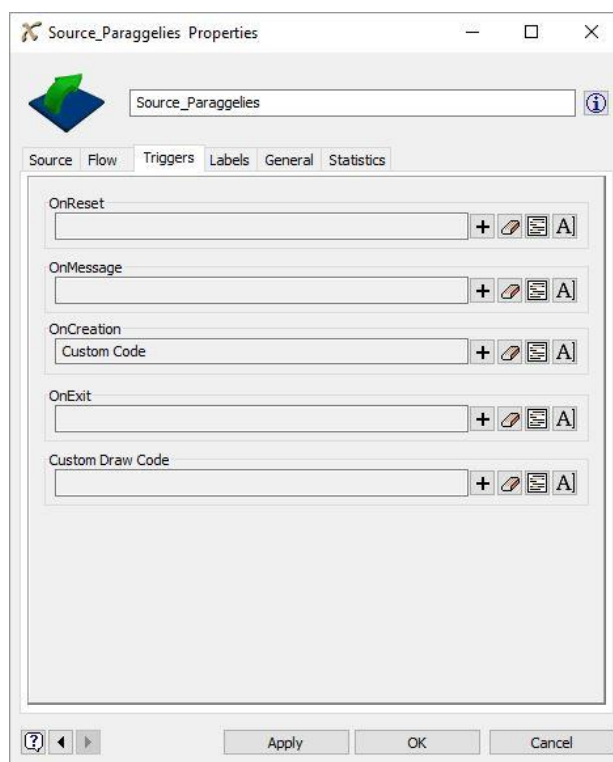 Source_Paraggelies Properties
Source_Paraggelies
Source Flow Triggers Labels General Statistics
OnReset
A]
OnMessage
A]
OnCreation
Custom Code
A]
OnExit
A]
Custom Draw Code
A]
Apply OK Cancel